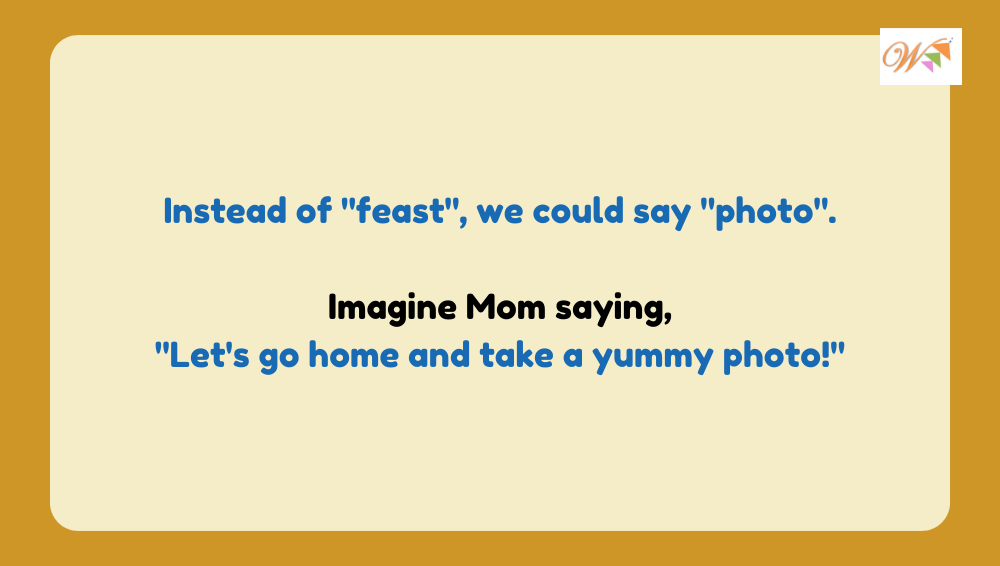 W
Instead of "feast", we could say "photo".
Imagine Mom saying,
"Let's go home and take a yummy photo!"